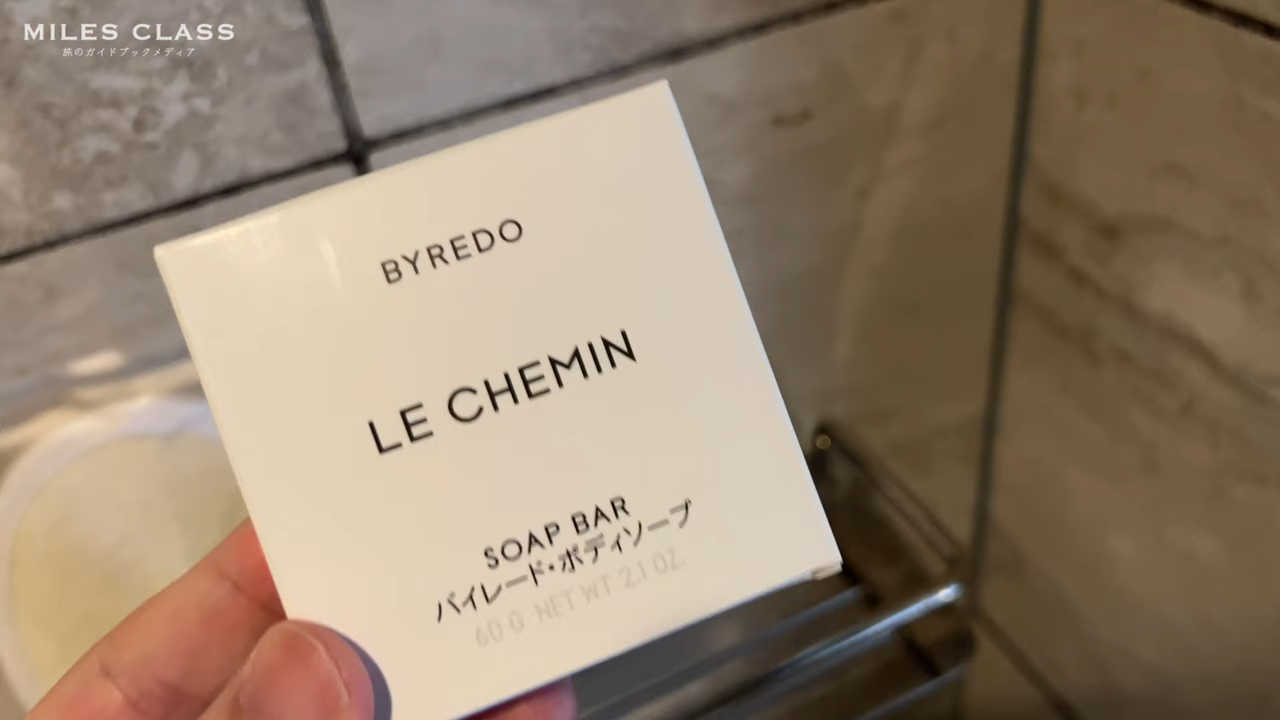 MILES CLASS
旅のガイドブックメディア
BYREDO
LE CHEMIN
SOAP BAR
バイレード・ボディソープ
60 G NET WT 2.1 OZ.